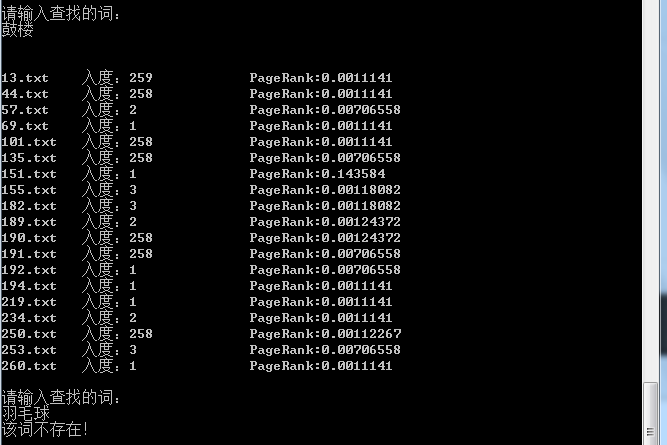 请输入查找的词:
鼓楼
13.txt 入度: 259 PageRank:0.0011141
44.txt 入度: 258 PageRank:0.0011141
57.txt 入度: 2 PageRank:0.00706558
69.txt 入度: 1 PageRank:0.0011141
101.txt 入度: 258 PageRank:0.0011141
135.txt 入度: 258 PageRank:0.00706558
151.txt 入度: 1 PageRank:0.143584
155.txt 入度: 3 PageRank:0.00118082
182.txt 入度: 3 PageRank:0.00118082
189.txt 入度: 2 PageRank:0.00124372
190.txt 入度: 258 PageRank:0.00124372
191.txt 入度: 258 PageRank:0.00706558
192.txt 入度: 1 PageRank:0.00706558
194.txt 入度: 1 PageRank:0.0011141
219.txt 入度: 1 PageRank:0.0011141
234.txt 入度: 2 PageRank:0.0011141
250.txt 入度: 258 PageRank:0.00112267
253.txt 入度: 3 PageRank:0.00706558
260.txt 入度: 1 PageRank:0.0011141
请输入查找的词:
羽毛球
该词不存在!